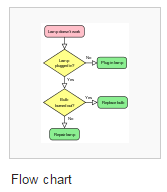 Lamp doesn't work
Lamp
plugged in?
No
Plug in lamp
Yes
Bulb
burned out?
Yes
Replace bulb
No
Repair lamp
Flow chart